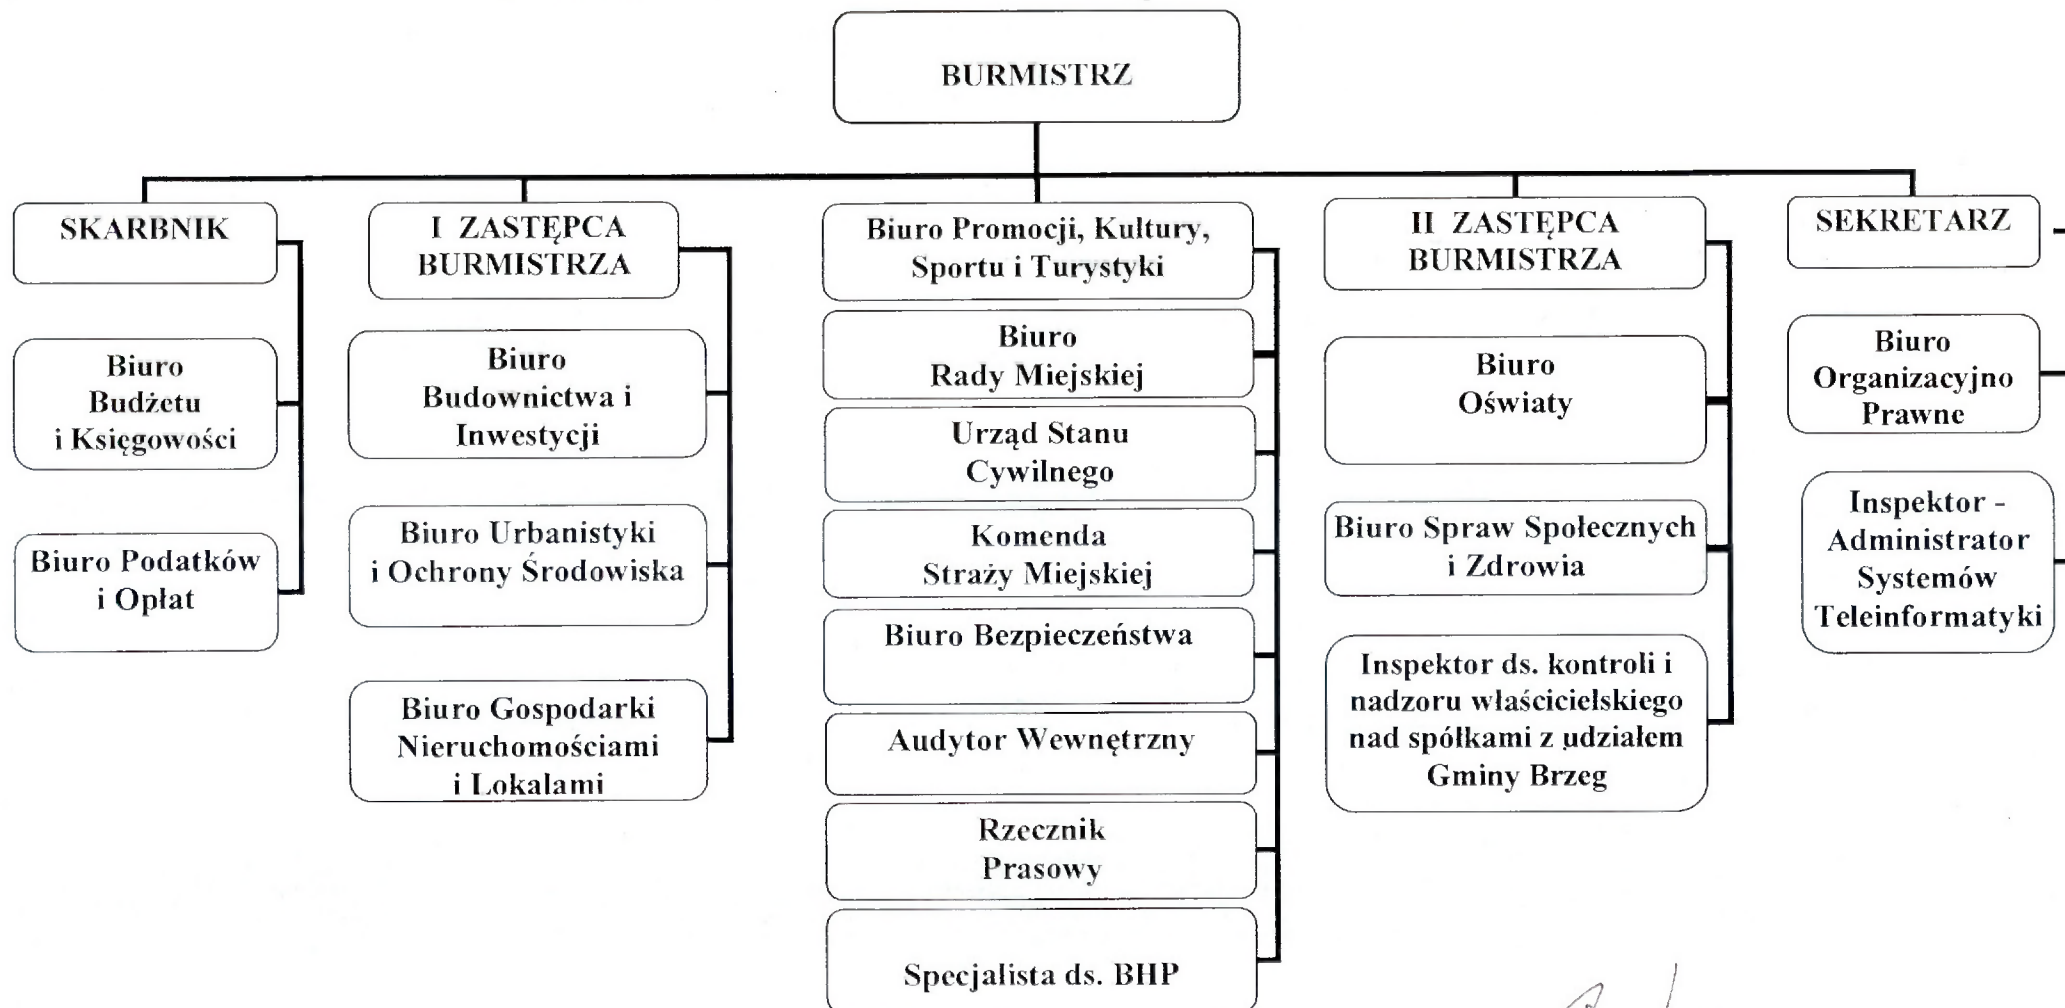 BURMISTRZ
SKARBNIK
Biuro
Budżetu
i Księgowości
Biuro Podatków
i Opłat
I ZASTĘPCA
BURMISTRZA
Biuro
Budownictwa i
Inwestycji
Biuro Urbanistyki
i Ochrony Środowiska
Biuro Gospodarki
Nieruchomościami
i Lokalami
Biuro Promocji, Kultury,
Sportu i Turystyki
Biuro
Rady Miejskiej
Urząd Stanu
Cywilnego
Komenda
Straży Miejskiej
Biuro Bezpieczeństwa
Audytor Wewnętrzny
Rzecznik
Prasowy
Specjalista ds. BHP
II ZASTĘPCA
BURMISTRZA
Biuro
Oświaty
Biuro Spraw Społecznych
i Zdrowia
Inspektor ds. kontroli i
nadzoru właścicielskiego
nad spółkami z udziałem
Gminy Brzeg
SEKRETARZ
Biuro
Organizacyjno
Prawne
Inspektor -
Administrator
Systemów
Teleinformatyki